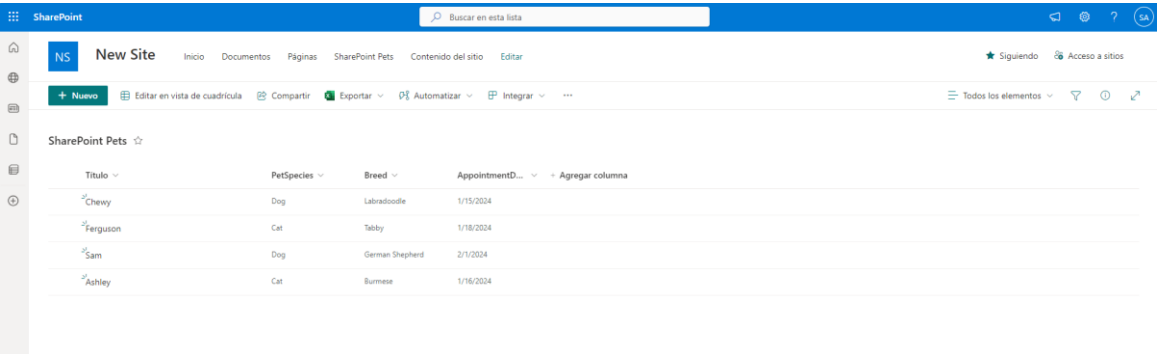 SharePoint
Buscar en esta lista
SA
NS
New Site
Inicio Documentos Páginas SharePoint Pets Contenido del sitio Editar
Siguiendo Acceso a sitios
+ Nuevo Editar en vista de cuadrícula Compartir Exportar Automatizar Integrar ...
Todos los elementos
SharePoint Pets
Título PetSpecies Breed AppointmentD... + Agregar columna
Chewy Dog Labradoodle 1/15/2024
Ferguson Cat Tabby 1/18/2024
Sam Dog German Shepherd 2/1/2024
Ashley Cat Burmese 1/16/2024